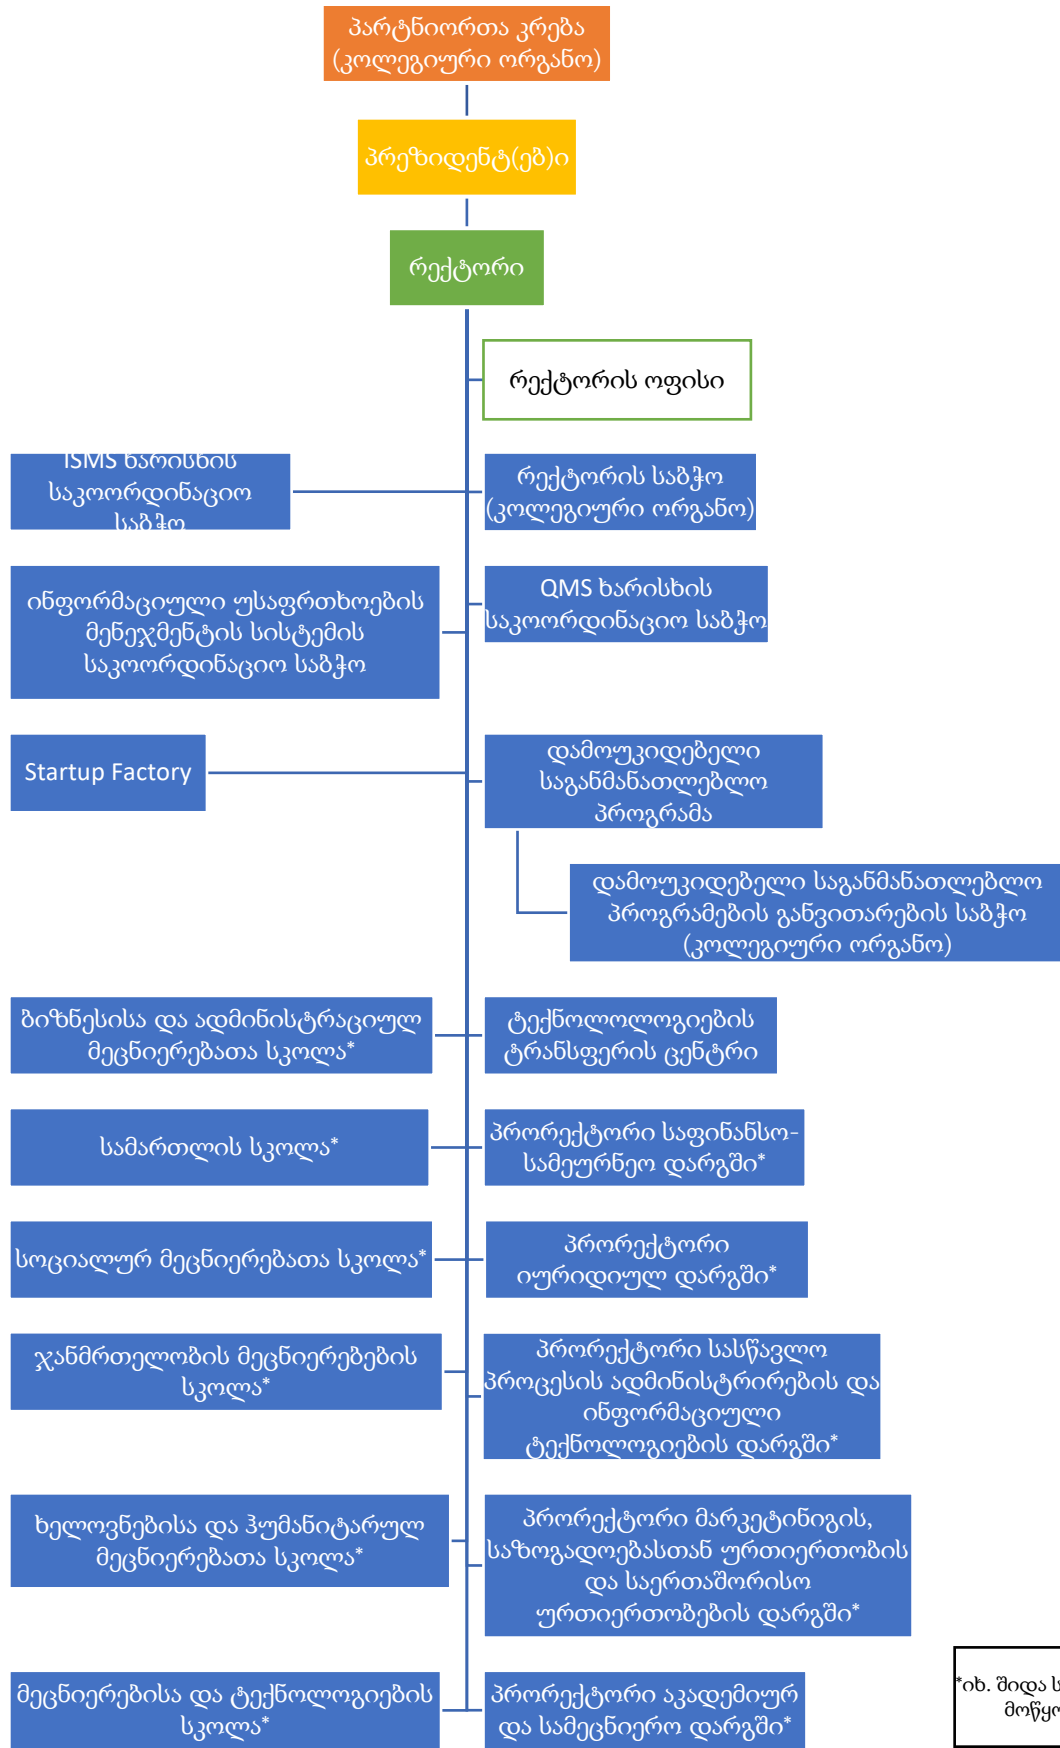 პარტნიორთა კრება
(კოლეგიური ორგანო)
პრეზიდენტ(ებ)ი
რექტორი
რექტორის ოფისი
ISMS ხარისხის
საკოორდინაციო
საბჭო
რექტორის საბჭო
(კოლეგიური ორგანო)
ინფორმაციული უსაფრთხოების
მენეჯმენტის სისტემის
საკოორდინაციო საბჭო
QMS ხარისხის
საკოორდინაციო საბჭო
Startup Factory
დამოუკიდებელი
საგანმანათლებლო
პროგრამა
დამოუკიდებელი საგანმანათლებლო
პროგრამების განვითარების საბჭო
(კოლეგიური ორგანო)
ბიზნესისა და ადმინისტრაციულ
მეცნიერებათა სკოლა*
ტექნოლოლოგიების
ტრანსფერის ცენტრი
სამართლის სკოლა*
პრორექტორი საფინანსო-
სამეურნეო დარგში*
სოციალურ მეცნიერებათა სკოლა*
პრორექტორი
იურიდიულ დარგში*
ჯანმრთელობის მეცნიერებების
სკოლა*
პრორექტორი სასწავლო
პროცესის ადმინისტრირების და
ინფორმაციული
ტექნოლოგიების დარგში*
ხელოვნებისა და ჰუმანიტარულ
მეცნიერებათა სკოლა*
პრორექტორი მარკეტინიგის,
საზოგადოებასთან ურთიერთობის
და საერთაშორისო
ურთიერთობების დარგში*
მეცნიერებისა და ტექნოლოგიების
სკოლა*
პრორექტორი აკადემიურ
და სამეცნიერო დარგში*
*იხ. შიდა